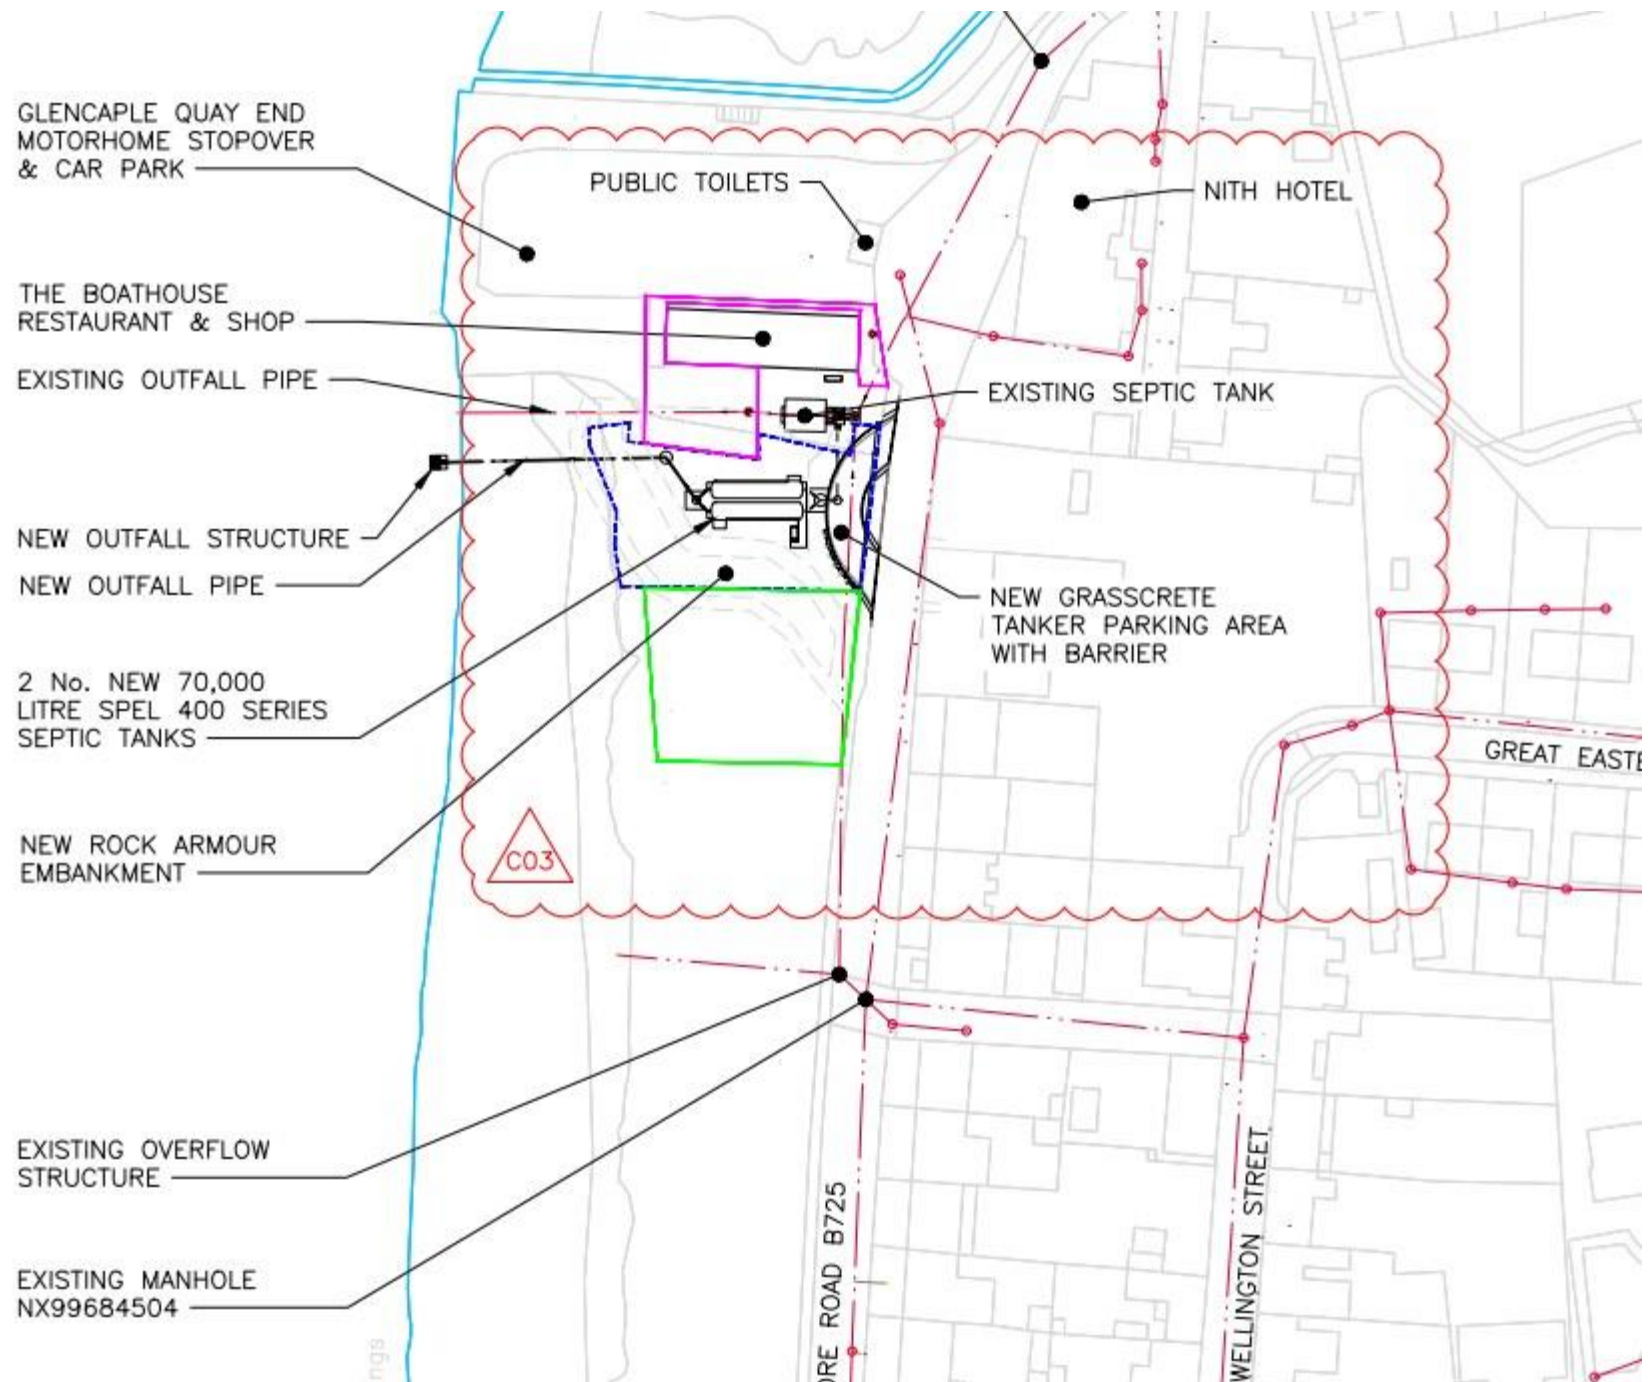 GLENCAPLE QUAY END
MOTORHOME STOPOVER
& CAR PARK
PUBLIC TOILETS
NITH HOTEL
THE BOATHOUSE
RESTAURANT & SHOP
EXISTING OUTFALL PIPE
EXISTING SEPTIC TANK
NEW OUTFALL STRUCTURE
NEW OUTFALL PIPE
NEW GRASSCRETE
TANKER PARKING AREA
WITH BARRIER
2 No. NEW 70,000
LITRE SPEL 400 SERIES
SEPTIC TANKS
GREAT EASTE
NEW ROCK ARMOUR
EMBANKMENT
C03
EXISTING OVERFLOW
STRUCTURE
EXISTING MANHOLE
NX99684504
ORE ROAD B725
WELLINGTON STREET
ngs